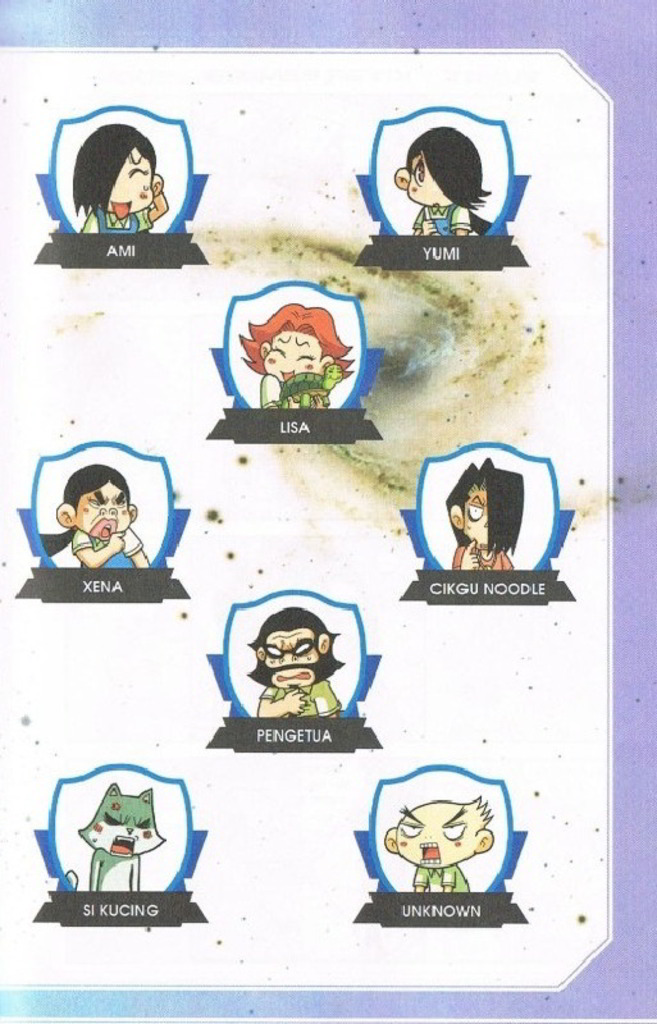 AMI
YUMI
LISA
XENA
CIKGU NOODLE
PENGETUA
SI KUCING
UNKNOWN